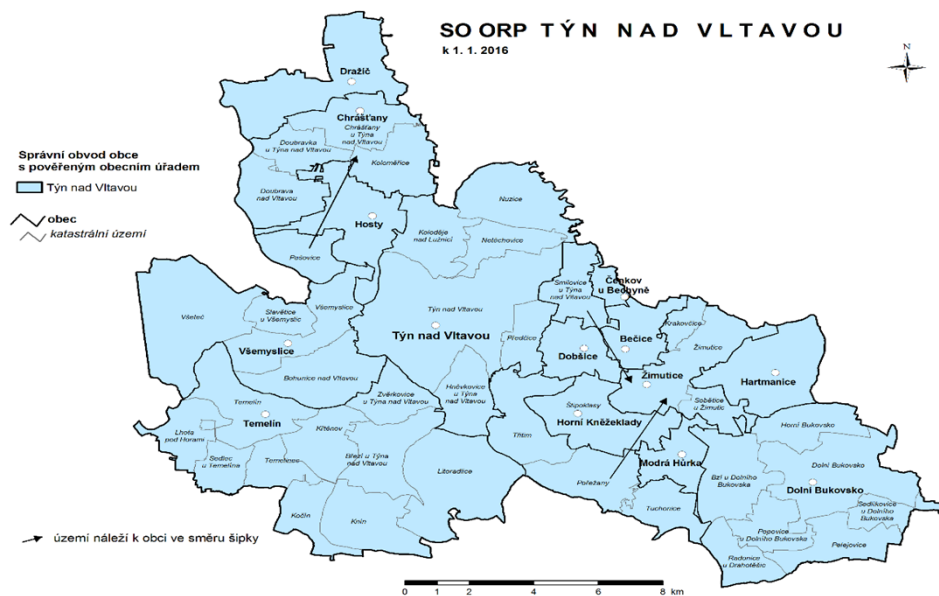 SO ORP TÝN NAD VLTAVOU
k 1. 1. 2016
N
Dražíč
Chrášťany
Chrášťany
u Týna
nad Vltavou
Doubravka
u Týna nad Vltavou
Koloměřice
Správní obvod obce
s pověřeným obecním úřadem
Týn nad Vltavou
obec
katastrální území
Doubrava
nad Vltavou
Hosty
Pašovice
Nuzice
Koloděje
nad Lužnicí
Netěchovice
Smilovice
u Týna
nad Vltavou
Čenkov
u Bechyně
Všeteč
Slavětice
u Všemyslic
Všemyslice
Týn nad Vltavou
Týn nad Vltavou
Předčice
Krakovčice
Bečice
Žimutice
Všemyslice
Dobšice
Bohunice nad Vltavou
Žimutice
Hartmanice
Zvěrkovice
u Týna nad Vltavou
Hněvkovice
u Týna
nad Vltavou
Temelín
Temelín
Štipoklasy
Horní Kněžeklady
Sobětice
u Žimutic
Horní Bukovsko
Lhota
pod Horami
Křtěnov
Sedlec
u Temelína
Temelínec
Březí u Týna
nad Vltavou
Litoradice
Třitim
Modrá Hůrka
Dolní Bukovsko
Bzí u Dolního
Bukovska
Dolní Bukovsko
Pořežany
Tuchonice
Sedlíkovice
u Dolního
Bukovska
Popovice
u Dolního Bukovska
Pelejovice
Radonice
u Drahotěšic
Kočín
Knín
území náleží k obci ve směru šipky
0 1 2 4 6 8 km